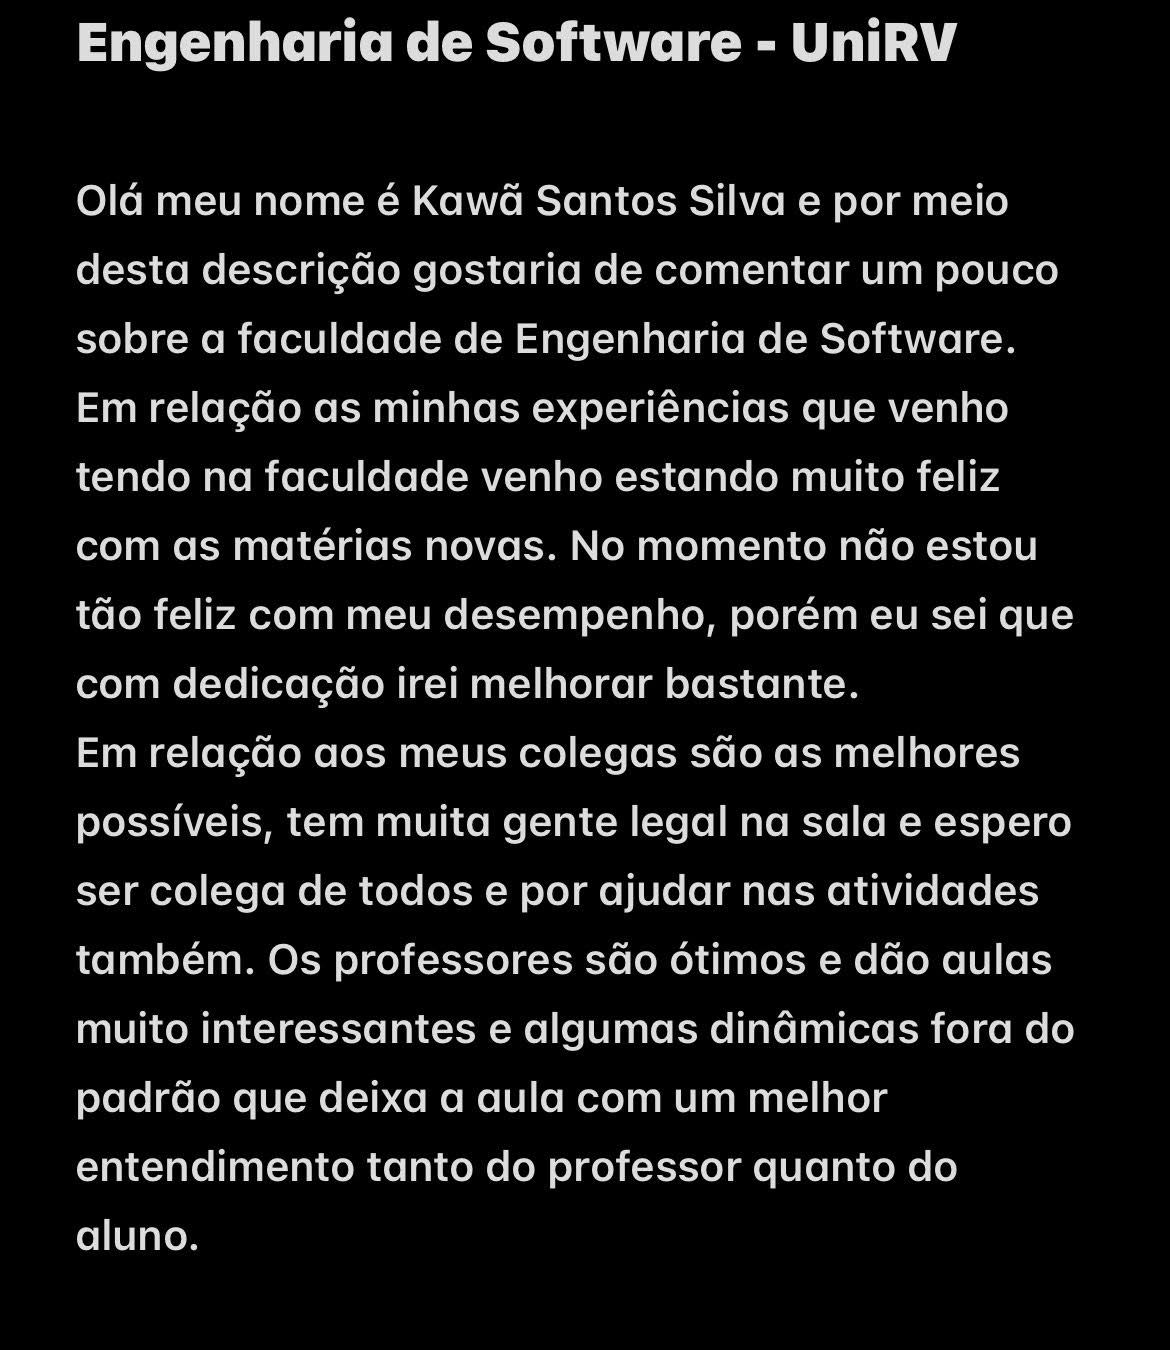 Engenharia de Software - UniRV
Olá meu nome é Kawã Santos Silva e por meio
desta descrição gostaria de comentar um pouco
sobre a faculdade de Engenharia de Software.
Em relação as minhas experiências que venho
tendo na faculdade venho estando muito feliz
com as matérias novas. No momento não estou
tão feliz com meu desempenho, porém eu sei que
com dedicação irei melhorar bastante.
Em relação aos meus colegas são as melhores
possíveis, tem muita gente legal na sala e espero
ser colega de todos e por ajudar nas atividades
também. Os professores são ótimos e dão aulas
muito interessantes e algumas dinâmicas fora do
padrão que deixa a aula com um melhor
entendimento tanto do professor quanto do
aluno.